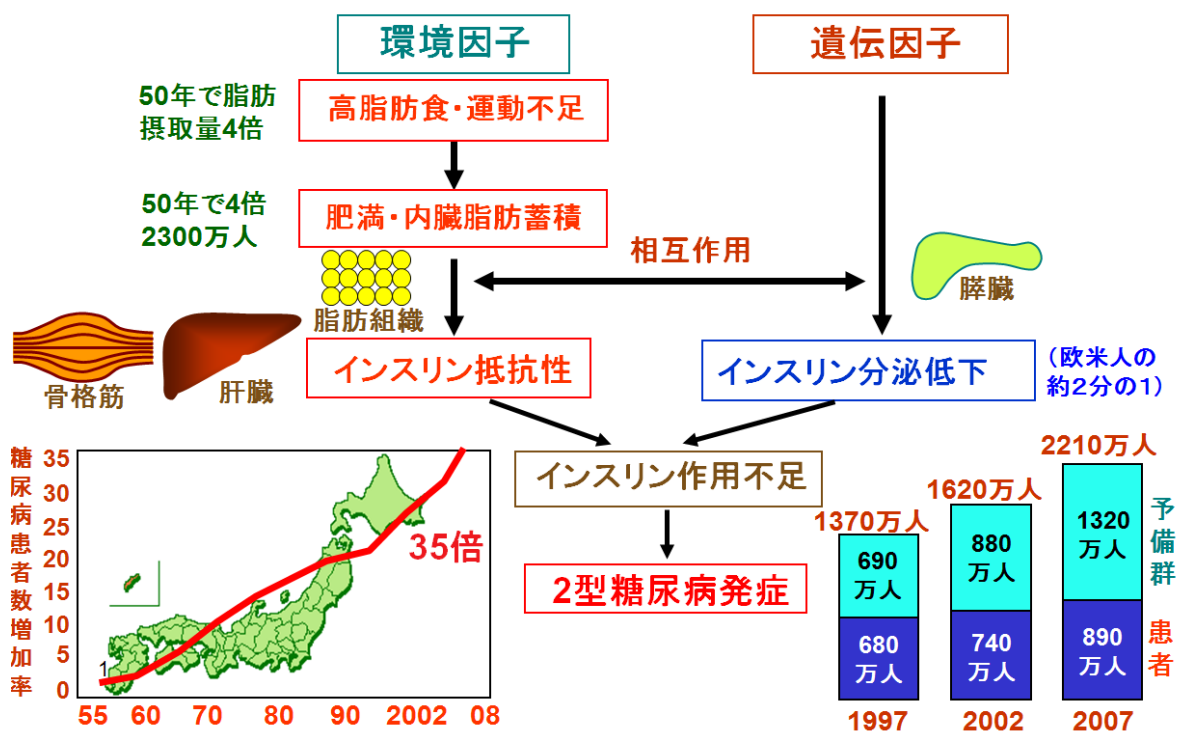 環境因子
遺伝因子
50年で脂肪
摂取量4倍
高脂肪食・運動不足
50年で4倍
2300万人
肥満・内臓脂肪蓄積
相互作用
膵臓
脂肪組織
骨格筋
肝臓
インスリン抵抗性
インスリン分泌低下
(欧米人の
約2分の1)
インスリン作用不足
2型糖尿病発症
糖尿病患者数増加率
35
30
25
20
15
10
5
0
1
35倍
55 60 70 80 90 2002 08
1370万人
1620万人
2210万人
690
万人
880
万人
1320
万人
予備群
680
万人
740
万人
890
万人
患者
1997 2002 2007